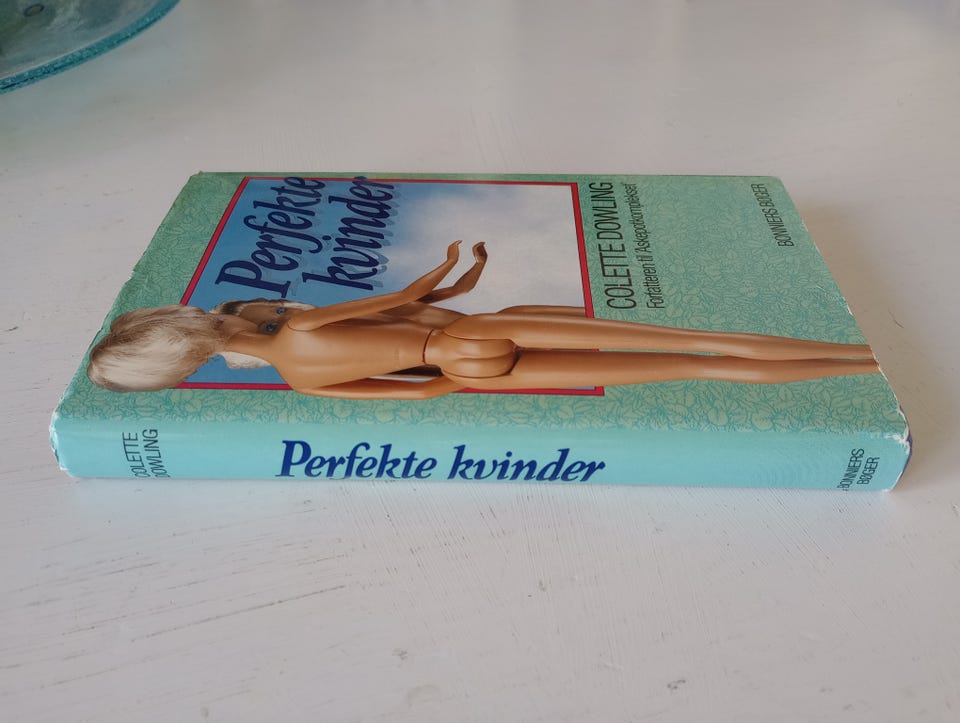 Perfekte
kvinder
COLETTE DOWLING
Forfatteren til "Askepotkomplekset"
BONNIERS BØGER
COLETTE
DOWLING
Perfekte kvinder
BONNIERS
BØGER